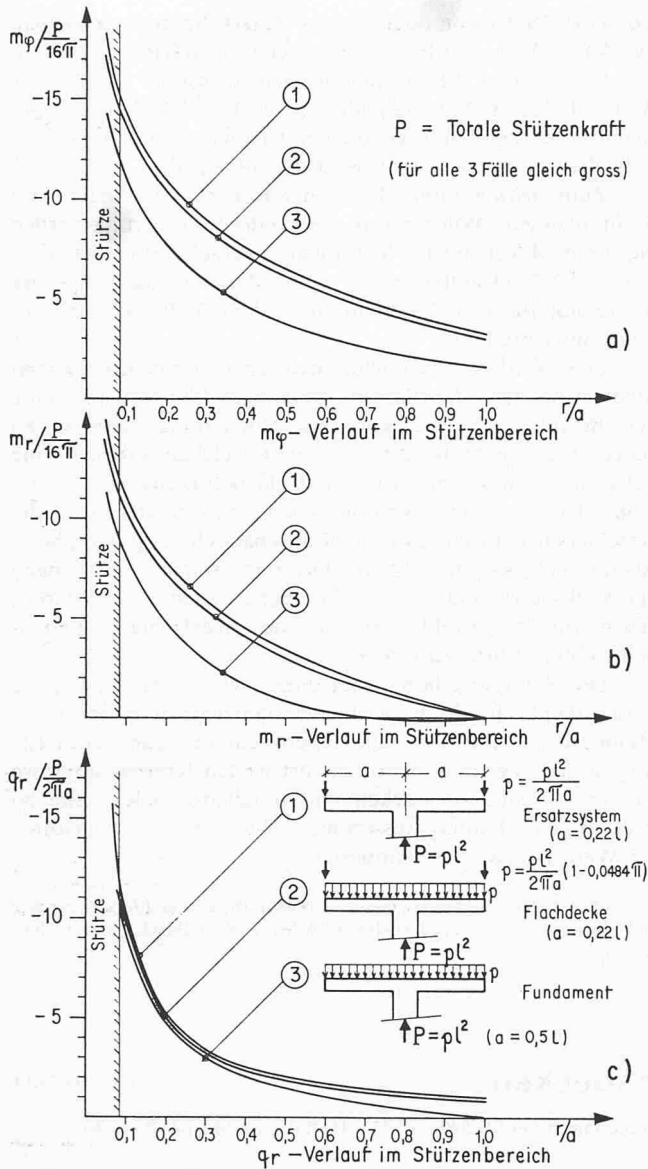 mφ/P/16π
-15
-10
-5
Stütze
1
2
3
P = Totale Stützenkraft
(für alle 3 Fälle gleich gross)
a)
0,1 0,2 0,3 0,4 0,5 0,6 0,7 0,8 0,9 1,0 r/a
mφ-Verlauf im Stützenbereich
mr/P/16π
-10
-5
Stütze
1
2
3
b)
0,1 0,2 0,3 0,4 0,5 0,6 0,7 0,8 0,9 1,0 r/a
mr-Verlauf im Stützenbereich
qr/P/2πa
-15
-10
-5
Stütze
1
2
3
a a
p = pl²/2πa
Ersatzsystem
(a = 0,22l)
P = pl²
p = pl²/2πa (1-0,0484π)
p
Flachdecke
(a = 0,22l)
P = pl²
p
Fundament
P = pl² (a = 0,5l)
c)
0,1 0,2 0,3 0,4 0,5 0,6 0,7 0,8 0,9 1,0 r/a
qr-Verlauf im Stützenbereich